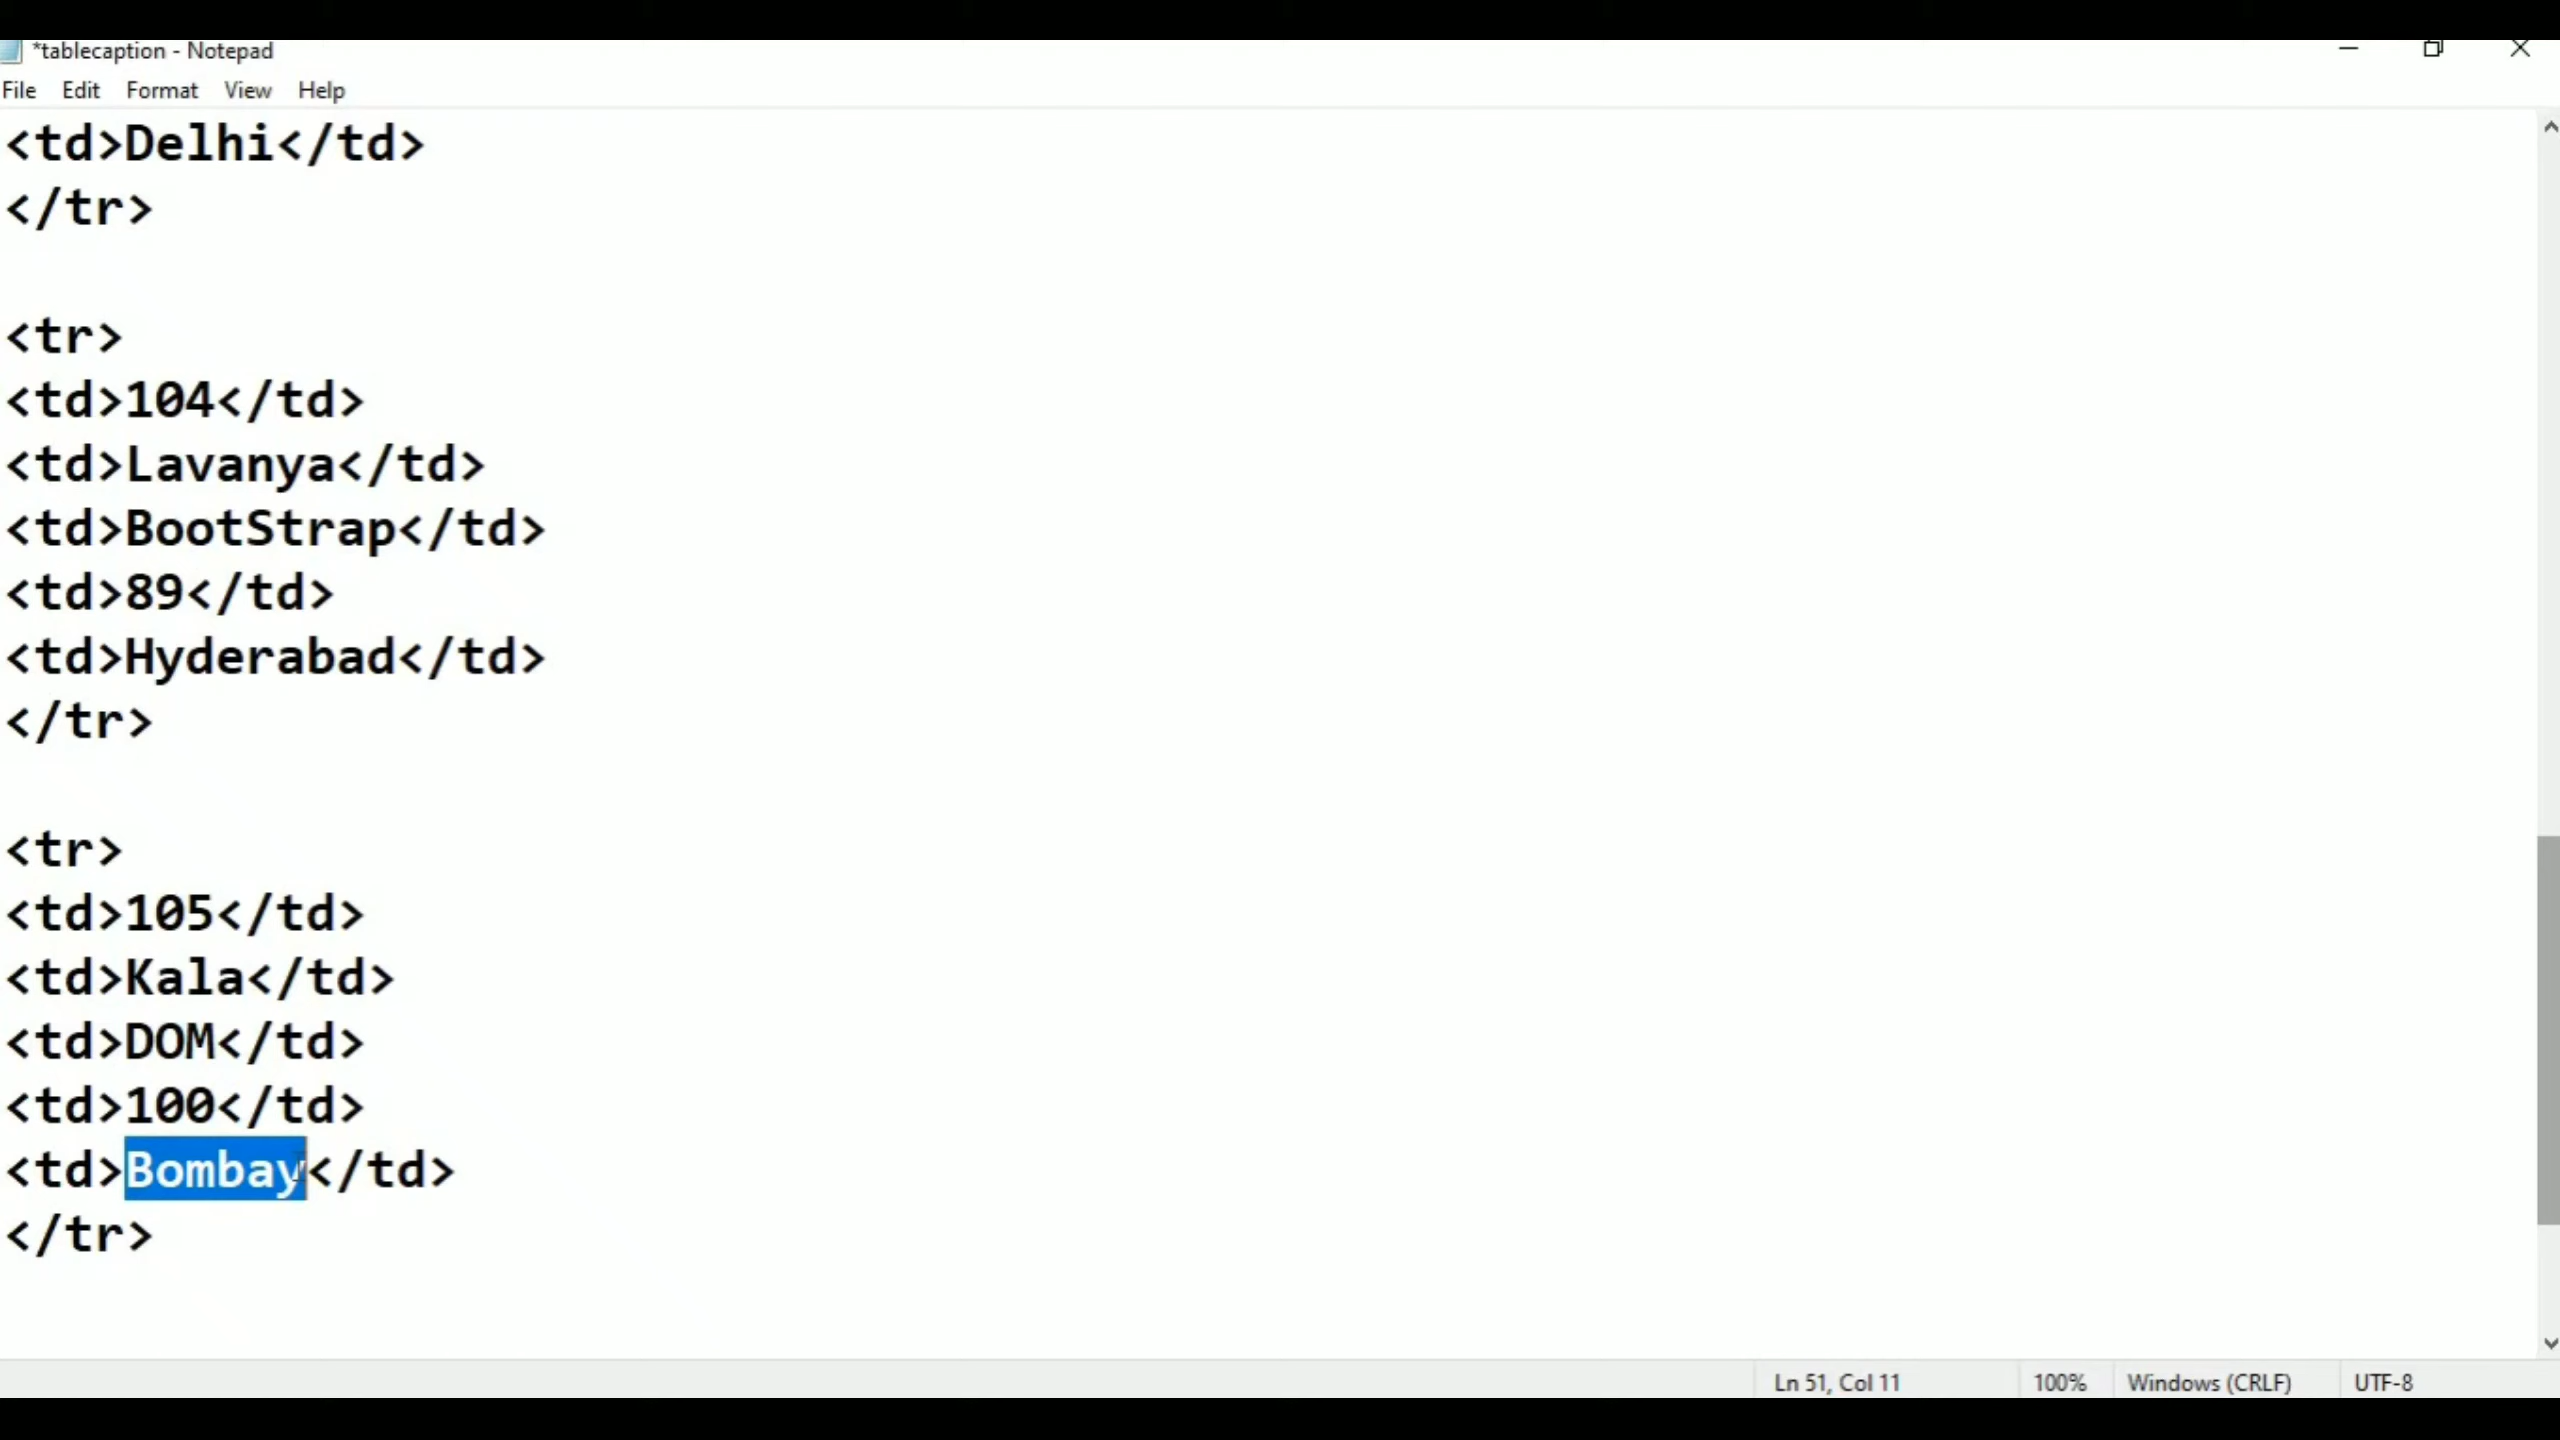 *tablecaption - Notepad
File Edit Format View Help
<td>Delhi</td>
</tr>
<tr>
<td>104</td>
<td>Lavanya</td>
<td>BootStrap</td>
<td>89</td>
<td>Hyderabad</td>
</tr>
<tr>
<td>105</td>
<td>Kala</td>
<td>DOM</td>
<td>100</td>
<td>Bombay</td>
</tr>
Ln 51, Col 11 100% Windows (CRLF) UTF-8